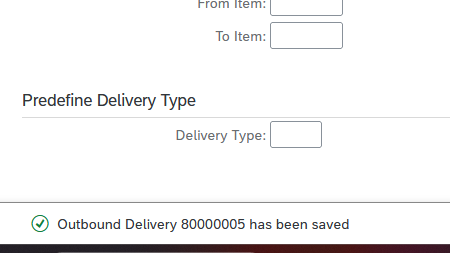 From Item:
To Item:
Predefine Delivery Type
Delivery Type:
Outbound Delivery 80000005 has been saved